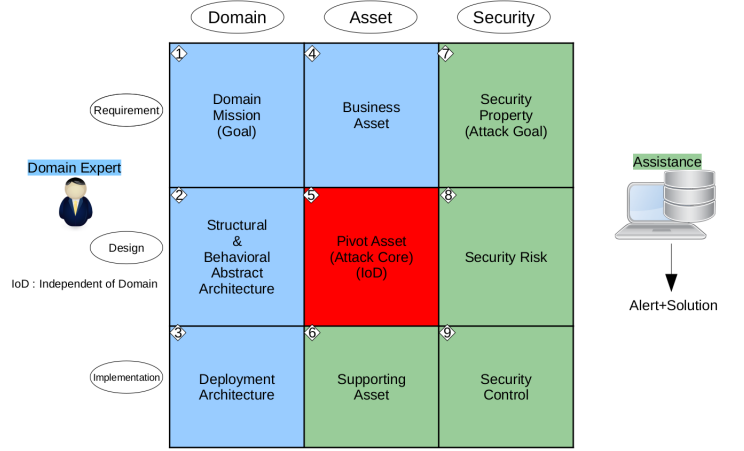 Domain
Asset
Security
1
4
7
Requirement
Domain
Mission
(Goal)
Business
Asset
Security
Property
(Attack Goal)
Domain Expert
Assistance
2
5
8
Design
Structural
&
Behavioral
Abstract
Architecture
Pivot Asset
(Attack Core)
(IoD)
Security Risk
IoD : Independent of Domain
Alert+Solution
3
6
9
Implementation
Deployment
Architecture
Supporting
Asset
Security
Control